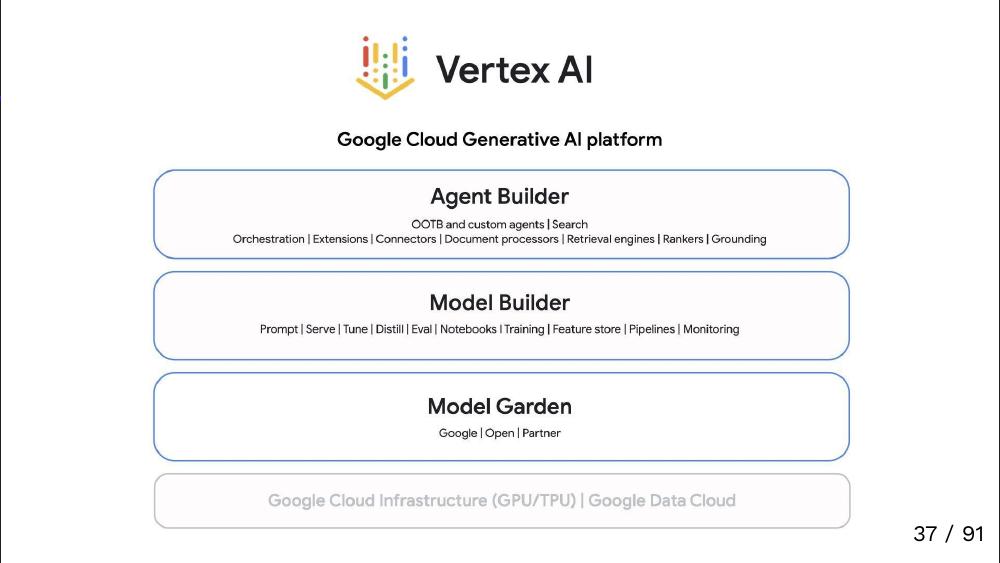 Vertex AI
Google Cloud Generative AI platform
Agent Builder
OOTB and custom agents | Search
Orchestration | Extensions | Connectors | Document processors | Retrieval engines | Rankers | Grounding
Model Builder
Prompt | Serve | Tune | Distill | Eval | Notebooks | Training | Feature store | Pipelines | Monitoring
Model Garden
Google | Open | Partner
Google Cloud Infrastructure (GPU/TPU) | Google Data Cloud
37 / 91